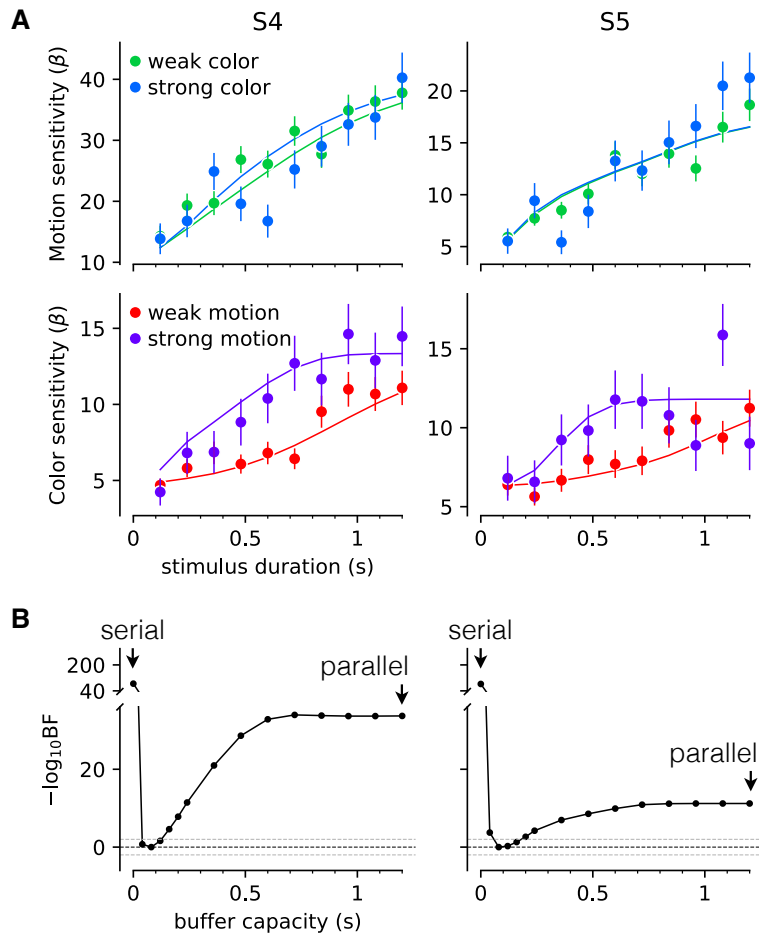 A
S4
S5
Motion sensitivity (β)
weak color
strong color
40
30
20
10
20
15
10
5
Color sensitivity (β)
weak motion
strong motion
15
10
5
15
10
5
0
0.5
1
0
0.5
1
stimulus duration (s)
B
serial
parallel
serial
parallel
−log₁₀BF
200
40
20
0
0
0.5
1
0
0.5
1
buffer capacity (s)